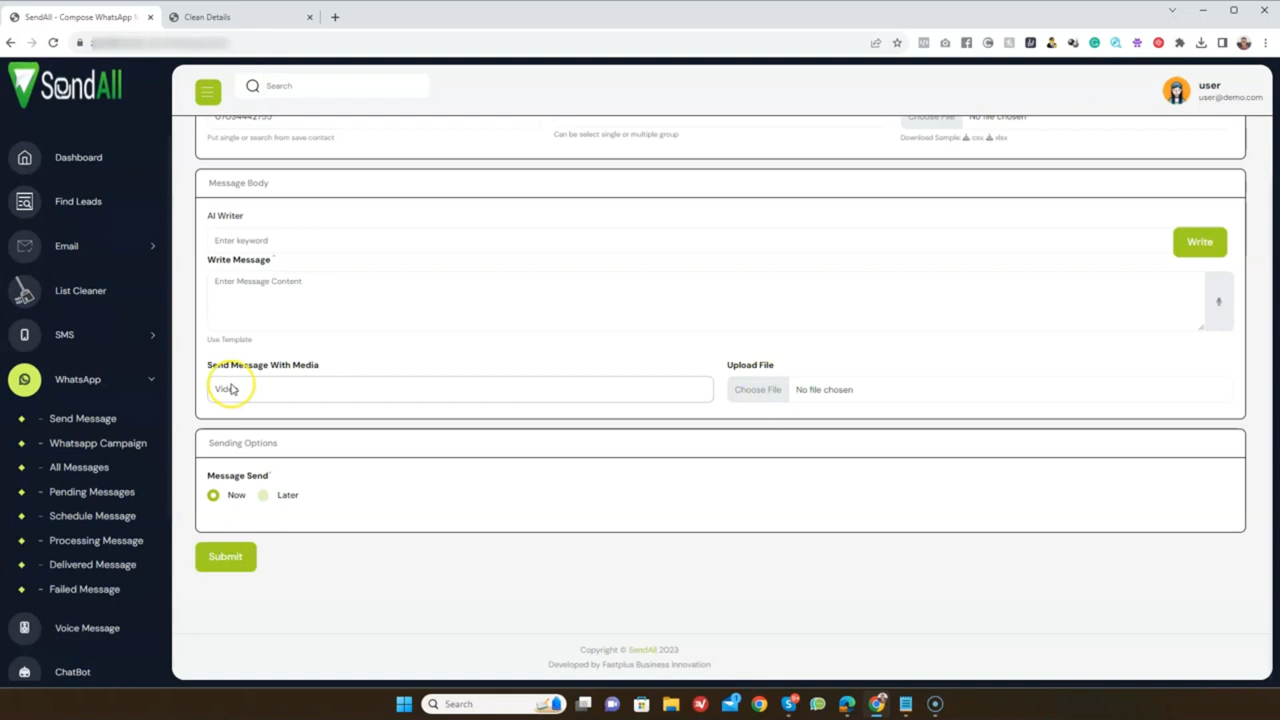 SendAll - Compose WhatsApp M
Clean Details
SendAll
Search
user
user@demo.com
07034442755
Choose File No file chosen
Put single or search from save contact
Can be select single or multiple group
Download Sample: csv xlsx
Dashboard
Find Leads
Email
List Cleaner
SMS
WhatsApp
- Send Message
- Whatsapp Campaign
- All Messages
- Pending Messages
- Schedule Message
- Processing Message
- Delivered Message
- Failed Message
Voice Message
ChatBot
Message Body
AI Writer
Enter keyword
Write
Write Message *
Enter Message Content
Use Template
Send Message With Media
Upload File
Video
Choose File No file chosen
Sending Options
Message Send *
Now Later
Submit
Copyright © SendAll 2023
Developed by Fastplus Business Innovation
Search